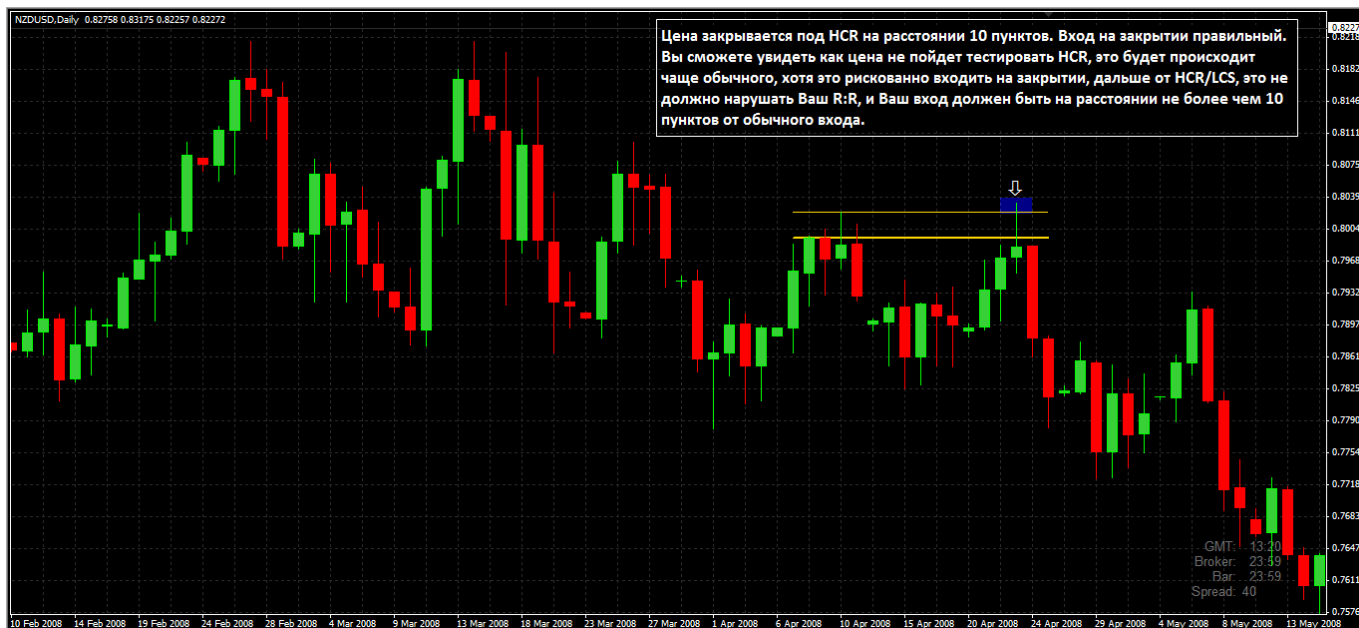 NZDUSD,Daily 0.82758 0.83175 0.82257 0.82272
Цена закрывается под HCR на расстоянии 10 пунктов. Вход на закрытии правильный.
Вы сможете увидеть как цена не пойдет тестировать HCR, это будет происходит
чаще обычного, хотя это рискованно входить на закрытии, дальше от HCR/LCS, это не
должно нарушать Ваш R:R, и Ваш вход должен быть на расстоянии не более чем 10
пунктов от обычного входа.
0.8227
0.8218
0.8182
0.8146
0.8111
0.8075
0.8039
0.8004
0.7968
0.7932
0.7897
0.7861
0.7825
0.7790
0.7754
0.7718
0.7683
0.7647
0.7611
0.7576
GMT: 13:20
Broker: 23:59
Bar: 23:59
Spread: 40
10 Feb 2008 14 Feb 2008 19 Feb 2008 24 Feb 2008 28 Feb 2008 4 Mar 2008 9 Mar 2008 13 Mar 2008 18 Mar 2008 23 Mar 2008 27 Mar 2008 1 Apr 2008 6 Apr 2008 10 Apr 2008 15 Apr 2008 20 Apr 2008 24 Apr 2008 29 Apr 2008 4 May 2008 8 May 2008 13 May 2008